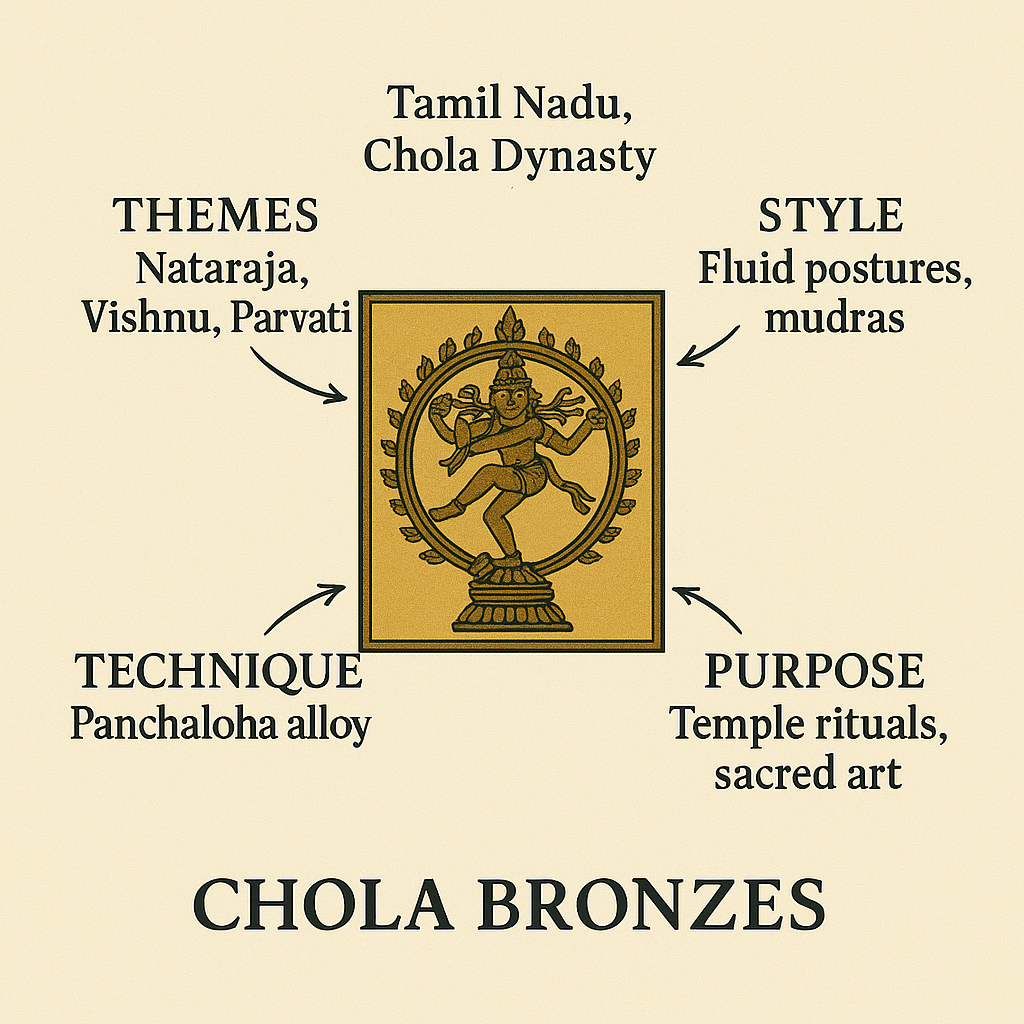 Tamil Nadu,
Chola Dynasty
THEMES
Nataraja,
Vishnu, Parvati
STYLE
Fluid postures,
mudras
TECHNIQUE
Panchaloha alloy
PURPOSE
Temple rituals,
sacred art
CHOLA BRONZES